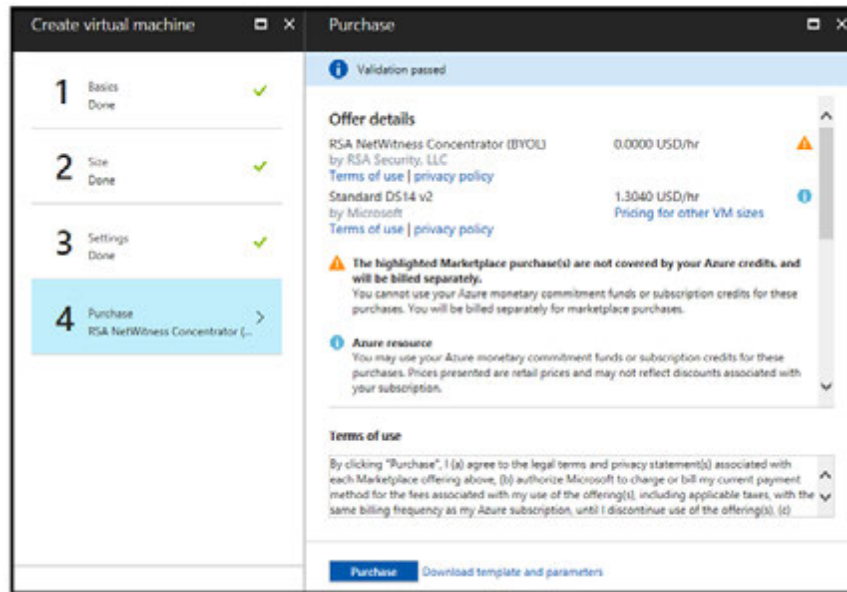 Create virtual machine
1
Basics
Done
2
Size
Done
3
Settings
Done
4
Purchase
RSA NetWitness Concentrator (...
Purchase
Validation passed
Offer details
RSA NetWitness Concentrator (BYOL) 0.0000 USD/hr
by RSA Security, LLC
Terms of use | privacy policy
Standard DS14 v2 1.3040 USD/hr
by Microsoft Pricing for other VM sizes
Terms of use | privacy policy
The highlighted Marketplace purchase(s) are not covered by your Azure credits, and
will be billed separately.
You cannot use your Azure monetary commitment funds or subscription credits for these
purchases. You will be billed separately for marketplace purchases.
Azure resource
You may use your Azure monetary commitment funds or subscription credits for these
purchases. Prices presented are retail prices and may not reflect discounts associated with
your subscription.
Terms of use
By clicking "Purchase", I (a) agree to the legal terms and privacy statement(s) associated with
each Marketplace offering above, (b) authorize Microsoft to charge or bill my current payment
method for the fees associated with my use of the offering(s), including applicable taxes, with the
same billing frequency as my Azure subscription, until I discontinue use of the offering(s), (c)
Purchase Download template and parameters